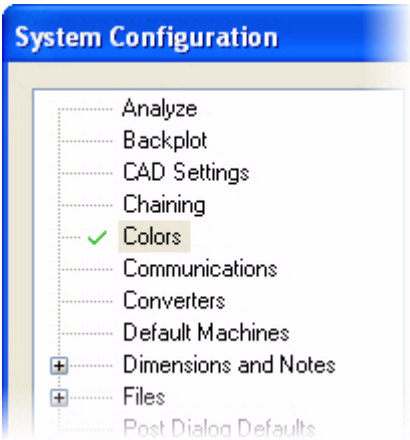 System Configuration
Analyze
Backplot
CAD Settings
Chaining
Colors
Communications
Converters
Default Machines
Dimensions and Notes
Files
Post Dialog Defaults